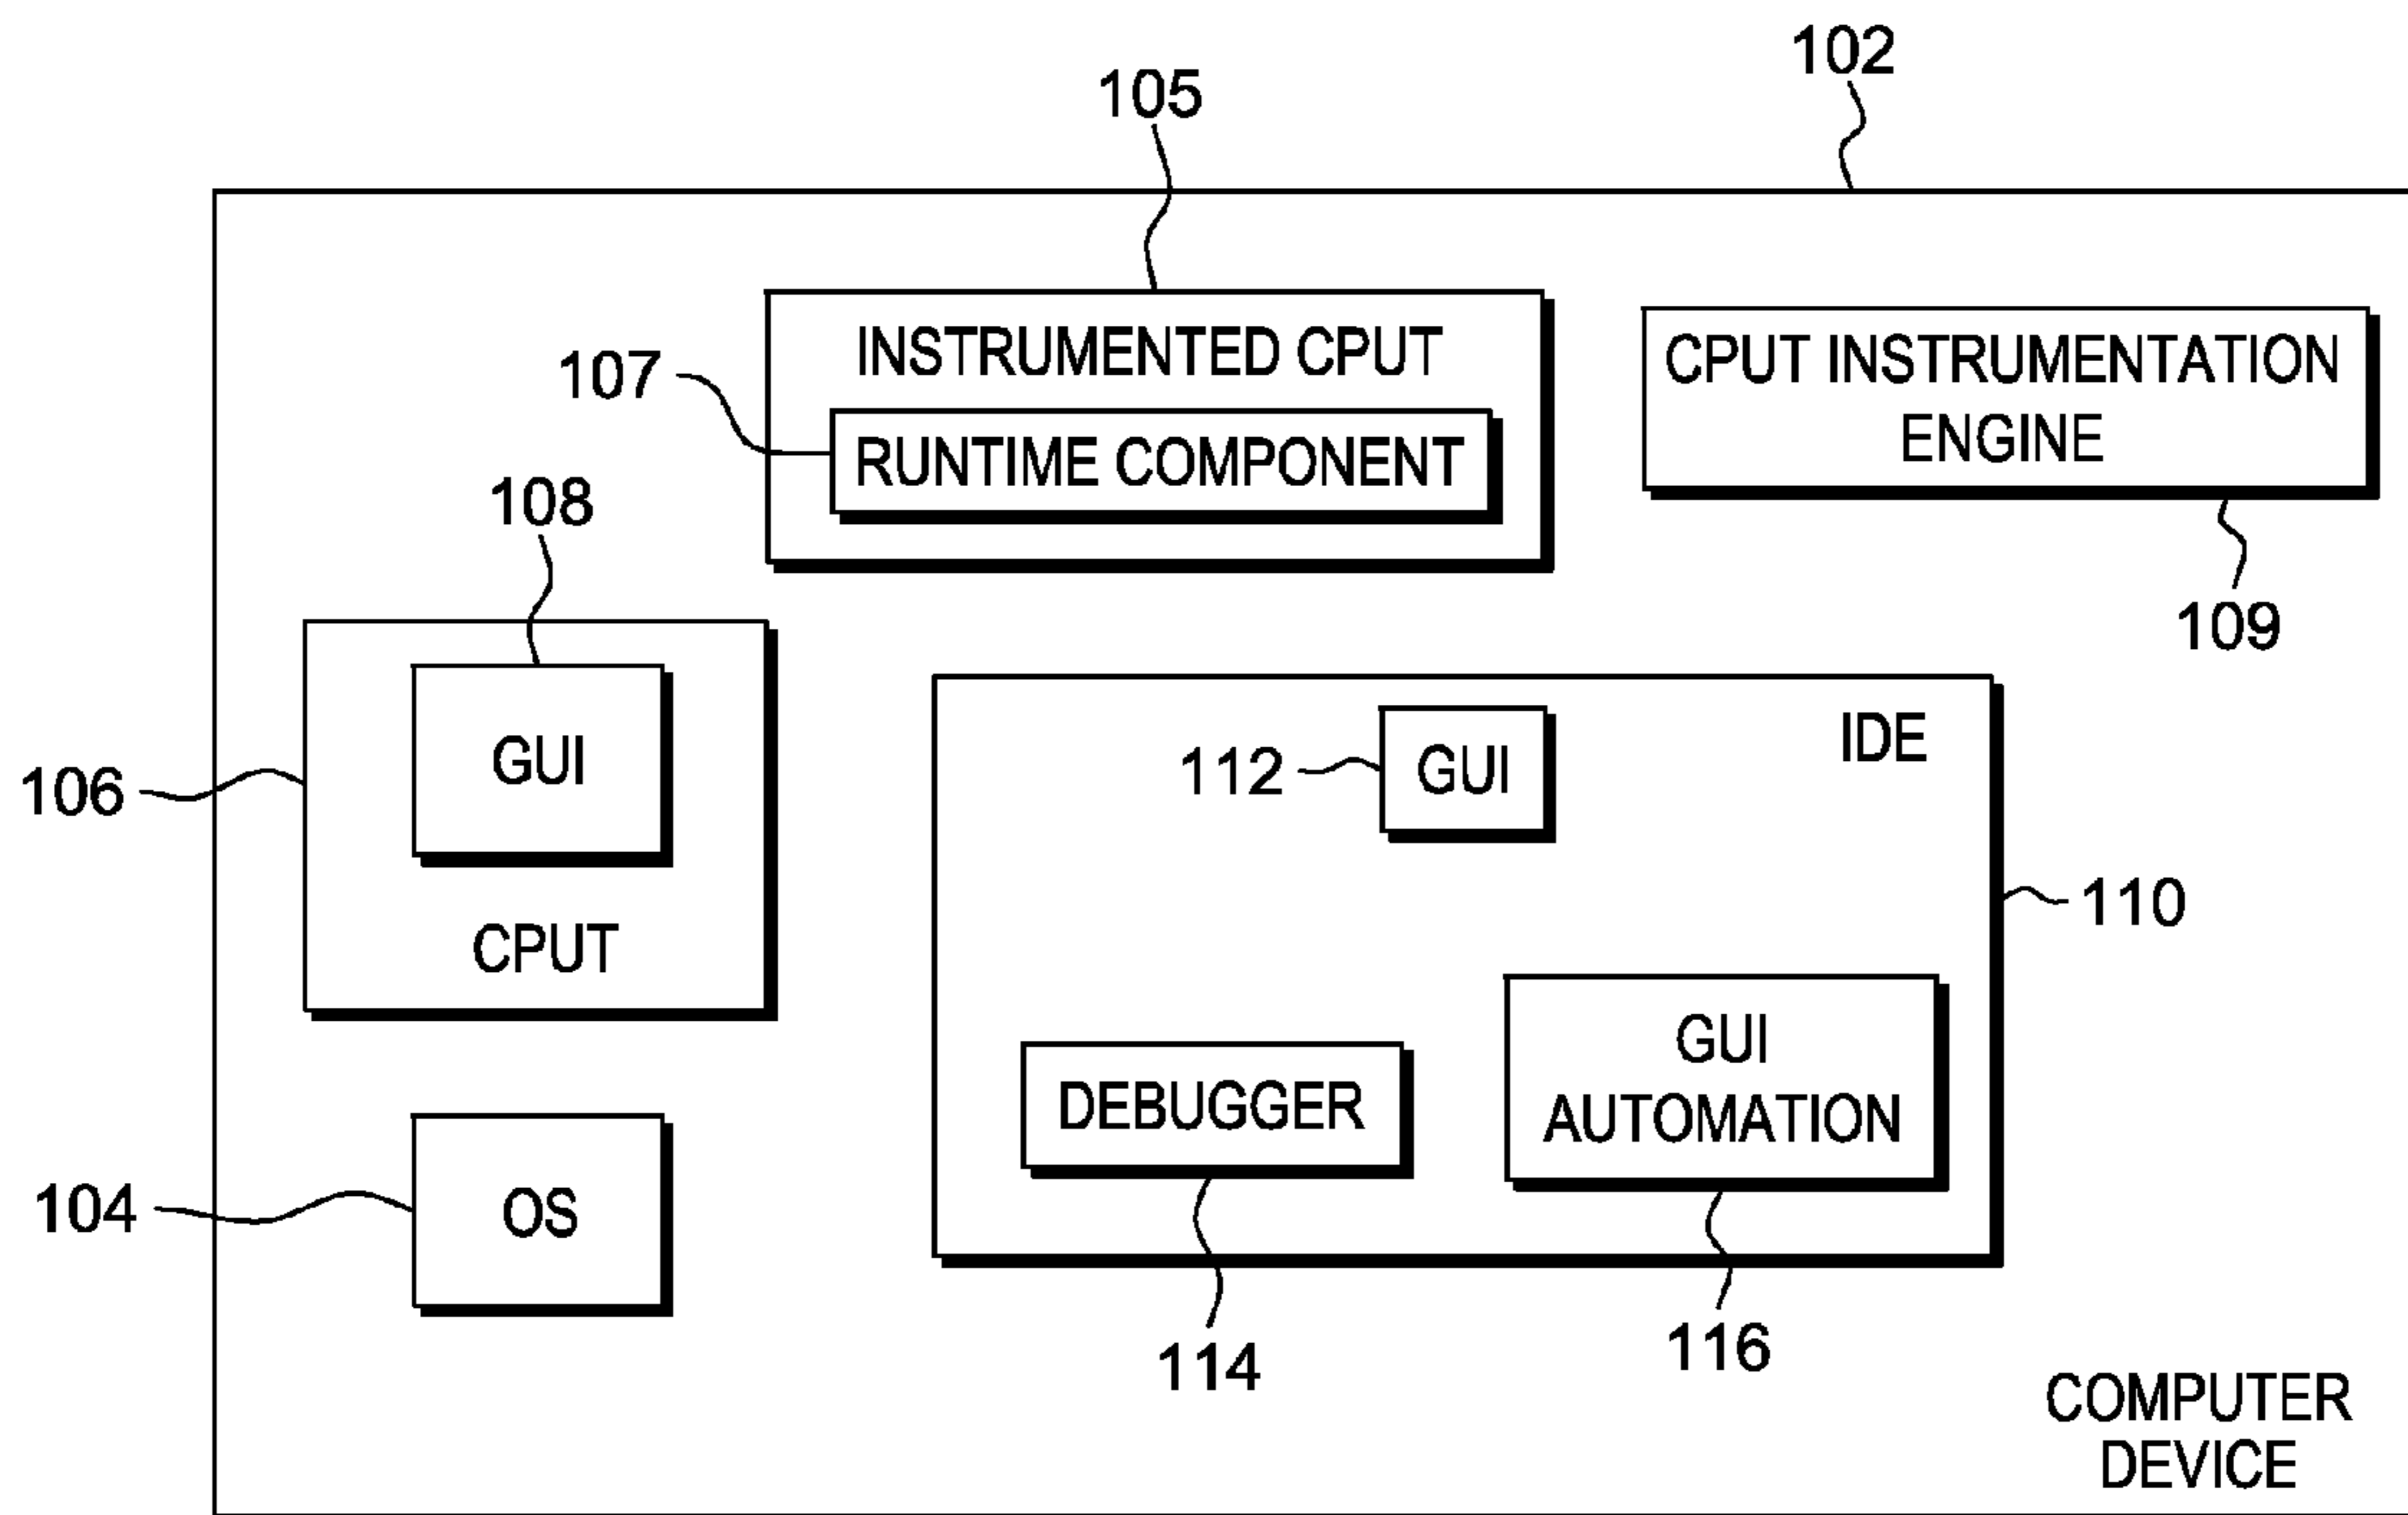 102
105
INSTRUMENTED CPUT
107
RUNTIME COMPONENT
CPUT INSTRUMENTATION
ENGINE
109
108
GUI
106
CPUT
IDE
112
GUI
110
DEBUGGER
GUI
AUTOMATION
OS
104
114
116
COMPUTER
DEVICE